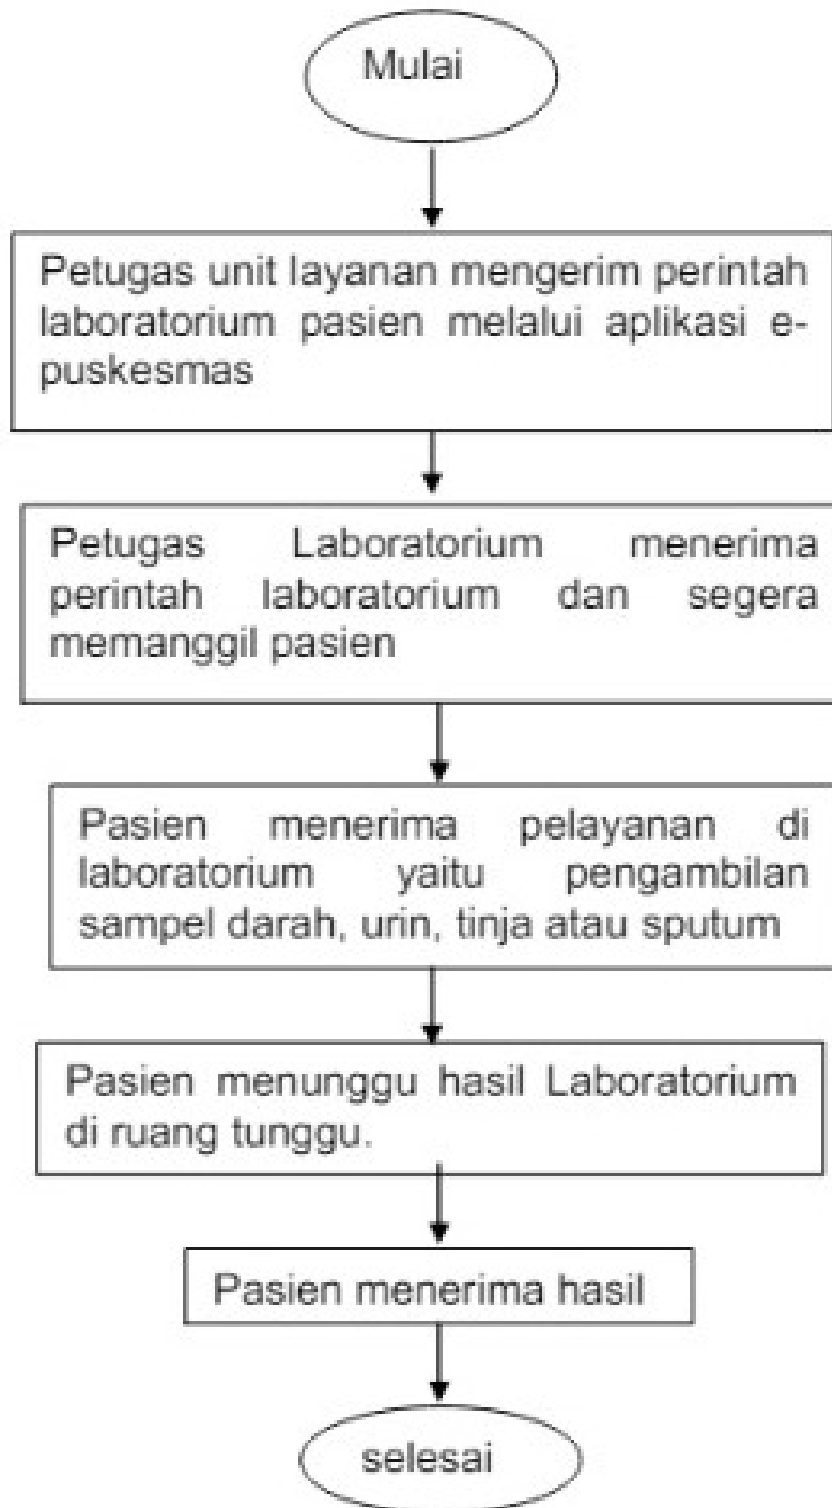 Mulai
Petugas unit layanan mengerim perintah
laboratorium pasien melalui aplikasi e-
puskesmas
Petugas Laboratorium menerima
perintah laboratorium dan segera
memanggil pasien
Pasien menerima pelayanan di
laboratorium yaitu pengambilan
sampel darah, urin, tinja atau sputum
Pasien menunggu hasil Laboratorium
di ruang tunggu.
Pasien menerima hasil
selesai